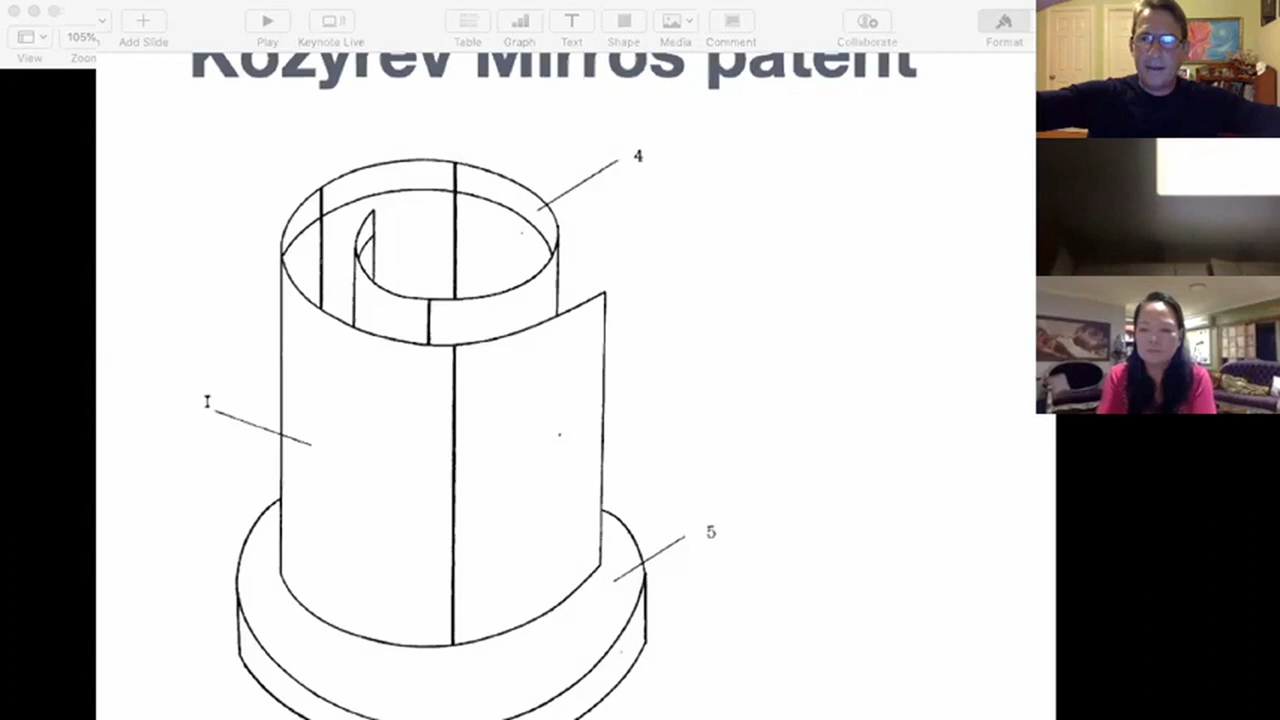 105%
View
Zoom
Add Slide
Play
Keynote Live
Table
Graph
Text
Shape
Media
Comment
Collaborate
Format
Kozyrev Mirros patent
4
I
5